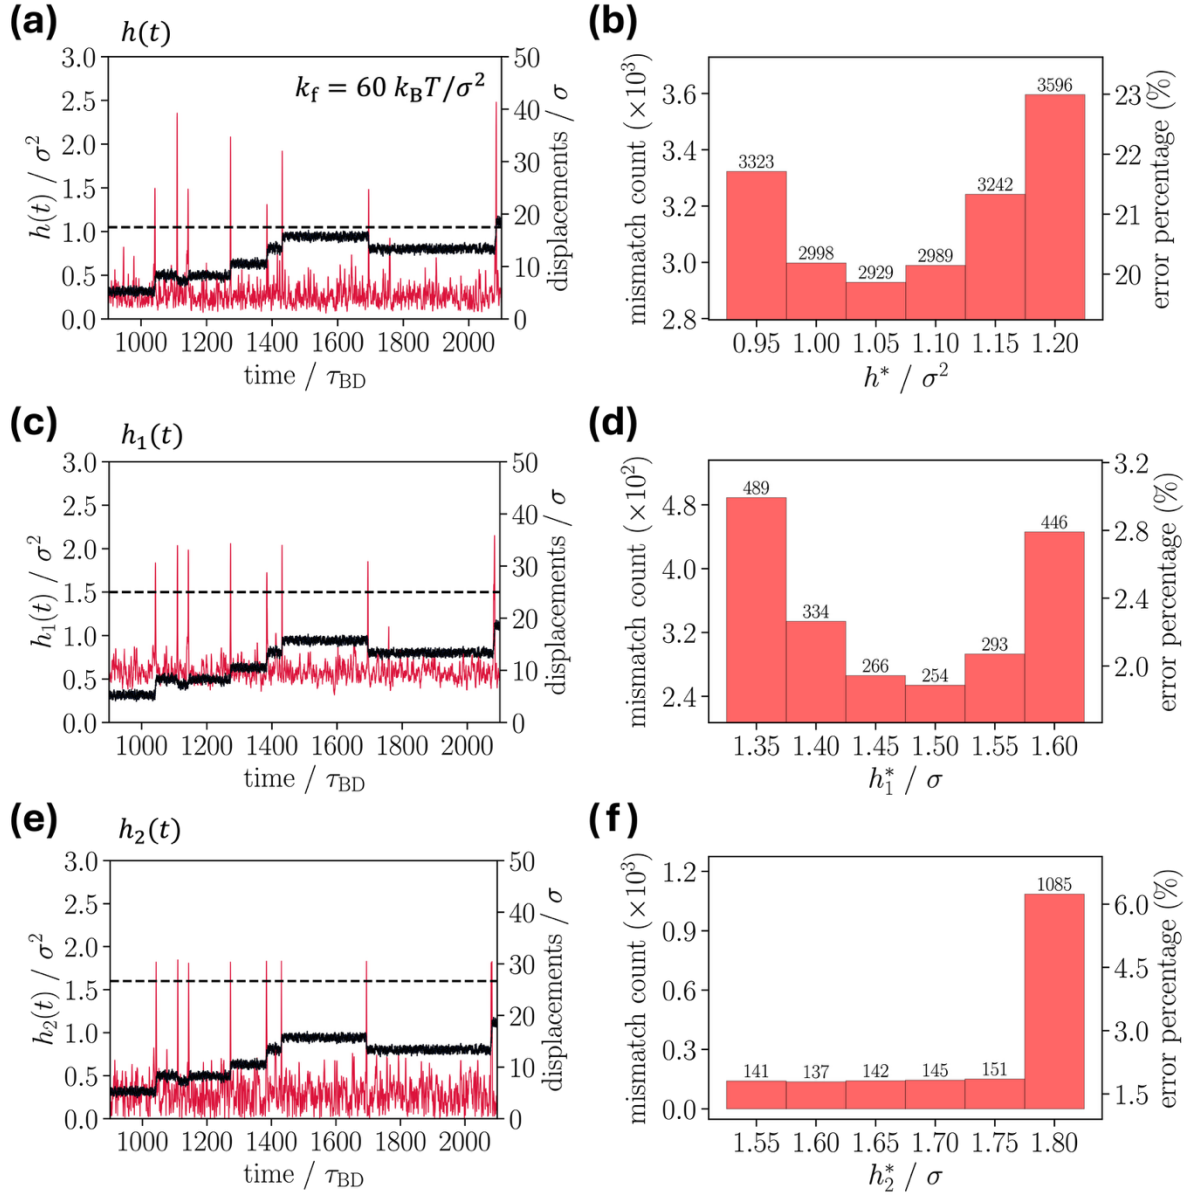 (a)
h(t)
3.0
2.5
2.0
1.5
1.0
0.5
0.0
h(t) / σ²
k_f = 60 k_BT/σ²
50
40
30
20
10
0
displacements / σ
1000 1200 1400 1600 1800 2000
time / τ_BD
(b)
3.6
3.4
3.2
3.0
2.8
mismatch count (×10³)
3323
2998
2929
2989
3242
3596
23
22
21
20
error percentage (%)
0.95 1.00 1.05 1.10 1.15 1.20
h* / σ²
(c)
h₁(t)
3.0
2.5
2.0
1.5
1.0
0.5
0.0
h₁(t) / σ²
50
40
30
20
10
0
displacements / σ
1000 1200 1400 1600 1800 2000
time / τ_BD
(d)
4.8
4.0
3.2
2.4
mismatch count (×10²)
489
334
266
254
293
446
3.2
2.8
2.4
2.0
error percentage (%)
1.35 1.40 1.45 1.50 1.55 1.60
h₁* / σ
(e)
h₂(t)
3.0
2.5
2.0
1.5
1.0
0.5
0.0
h₂(t) / σ²
50
40
30
20
10
0
displacements / σ
1000 1200 1400 1600 1800 2000
time / τ_BD
(f)
1.2
0.9
0.6
0.3
0.0
mismatch count (×10³)
141
137
142
145
151
1085
6.0
4.5
3.0
1.5
error percentage (%)
1.55 1.60 1.65 1.70 1.75 1.80
h₂* / σ